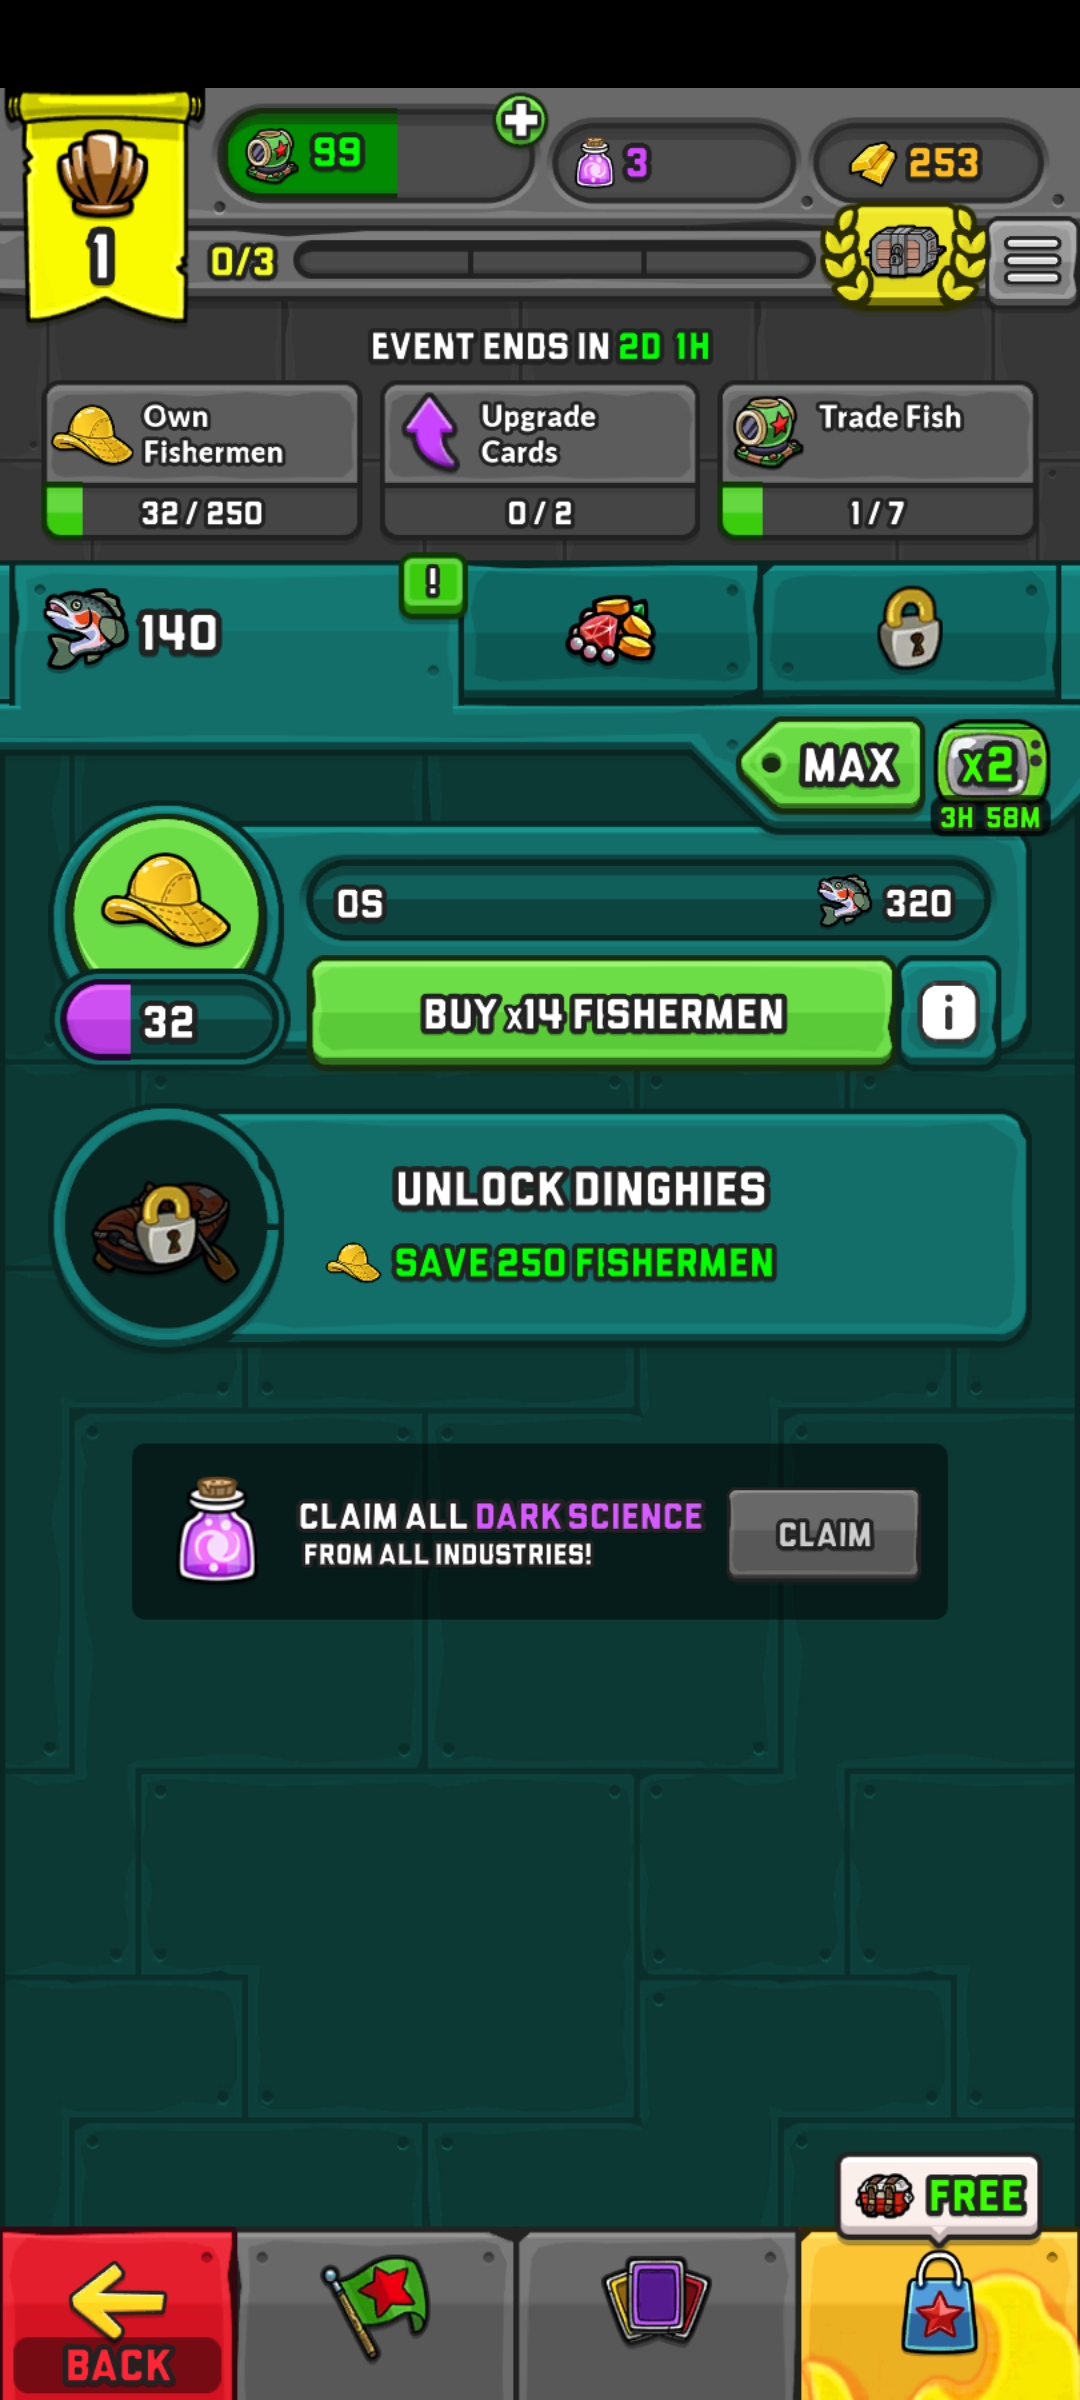 99
3
253
1
0/3
EVENT ENDS IN 2D 1H
Own
Fishermen
32 / 250
Upgrade
Cards
0 / 2
Trade Fish
1 / 7
140
!
MAX
x2
3H 58M
0S
320
32
BUY x14 FISHERMEN
i
UNLOCK DINGHIES
SAVE 250 FISHERMEN
CLAIM ALL DARK SCIENCE
FROM ALL INDUSTRIES!
CLAIM
FREE
BACK